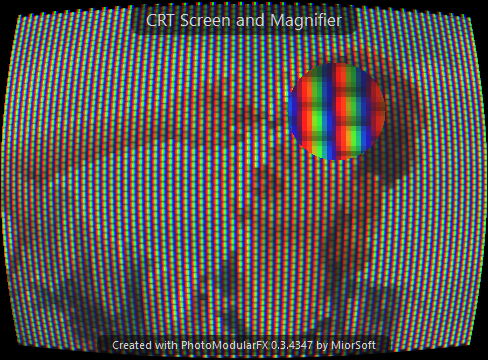 CRT Screen and Magnifier
Created with PhotoModularFX 0.3.4347 by MiorSoft